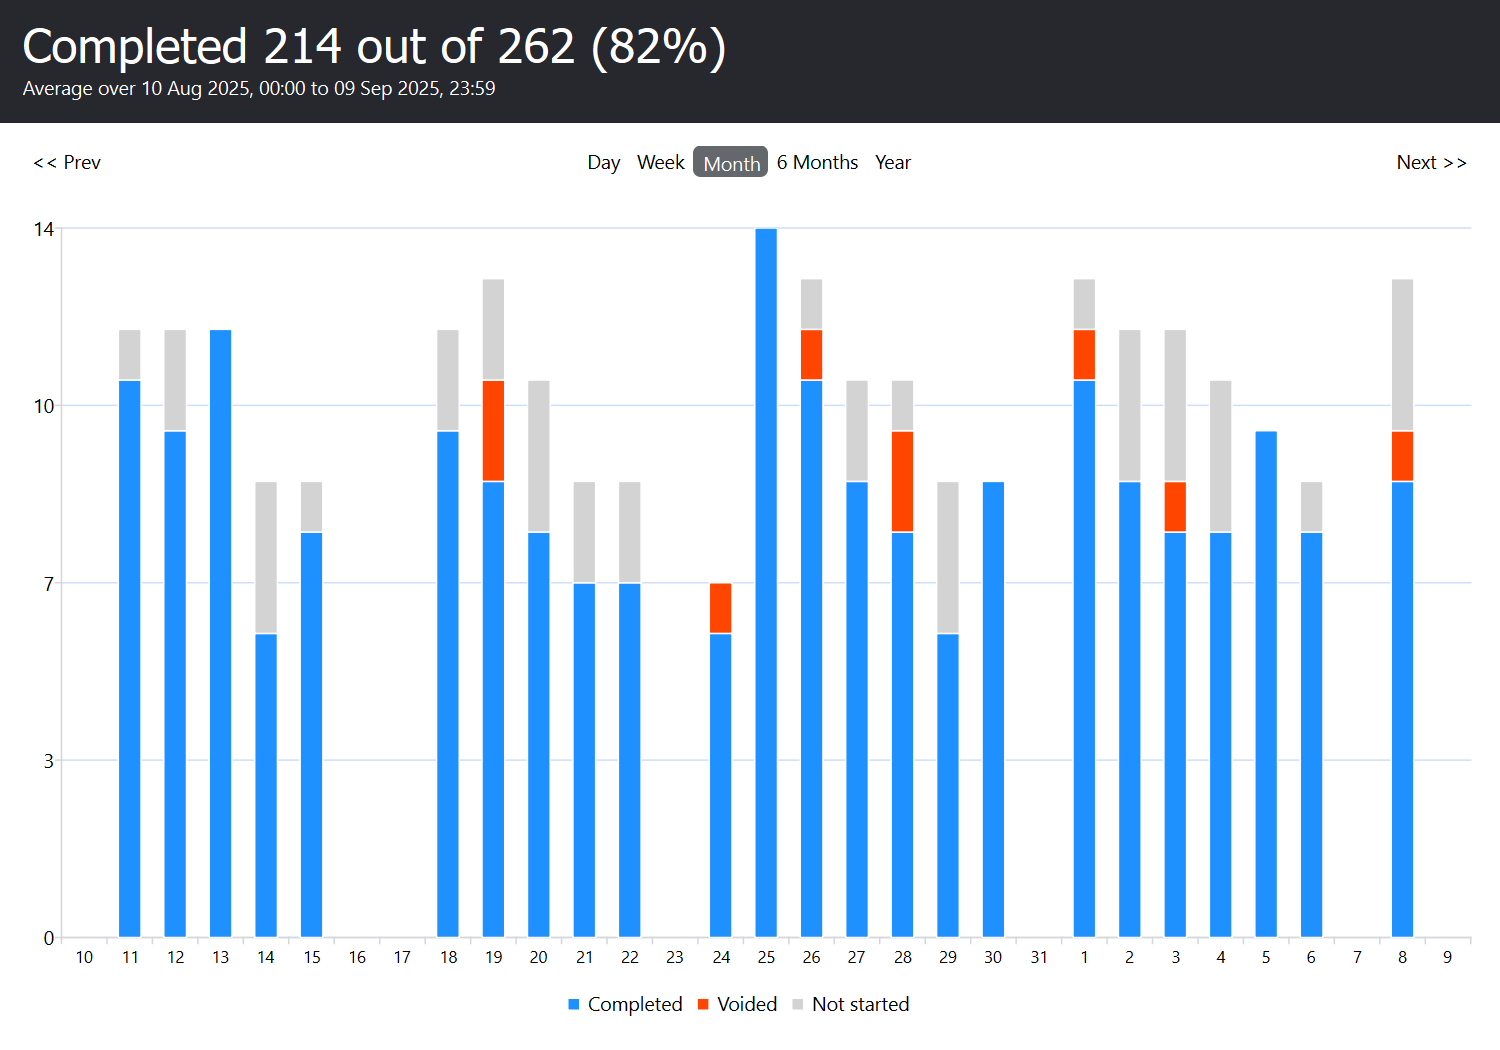 Completed 214 out of 262 (82%)
Average over 10 Aug 2025, 00:00 to 09 Sep 2025, 23:59
<< Prev Day Week Month 6 Months Year Next >>
14
10
7
3
0
10 11 12 13 14 15 16 17 18 19 20 21 22 23 24 25 26 27 28 29 30 31 1 2 3 4 5 6 7 8 9
Completed Voided Not started